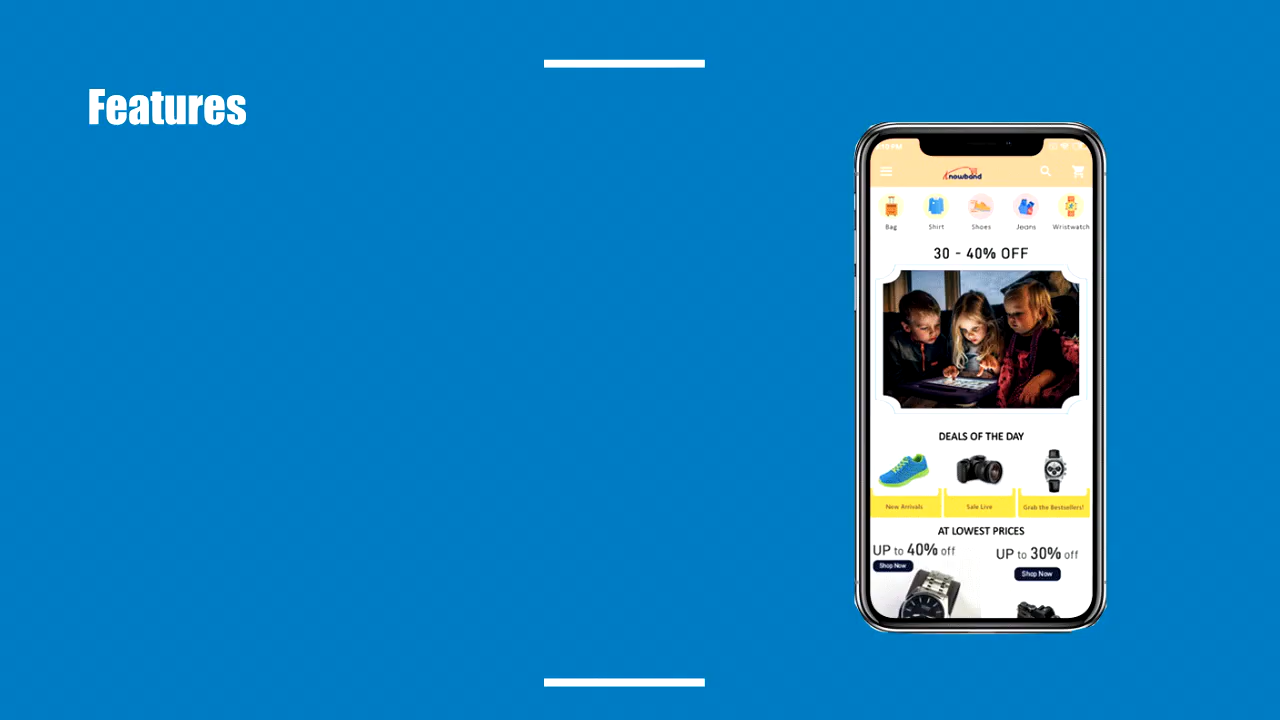 Features
knowband
Bag Shirt Shoes Jeans Wristwatch
30 - 40% OFF
DEALS OF THE DAY
New Arrivals Sale Live Grab the Bestsellers!
AT LOWEST PRICES
UP to 40% off UP to 30% off
Shop Now Shop Now